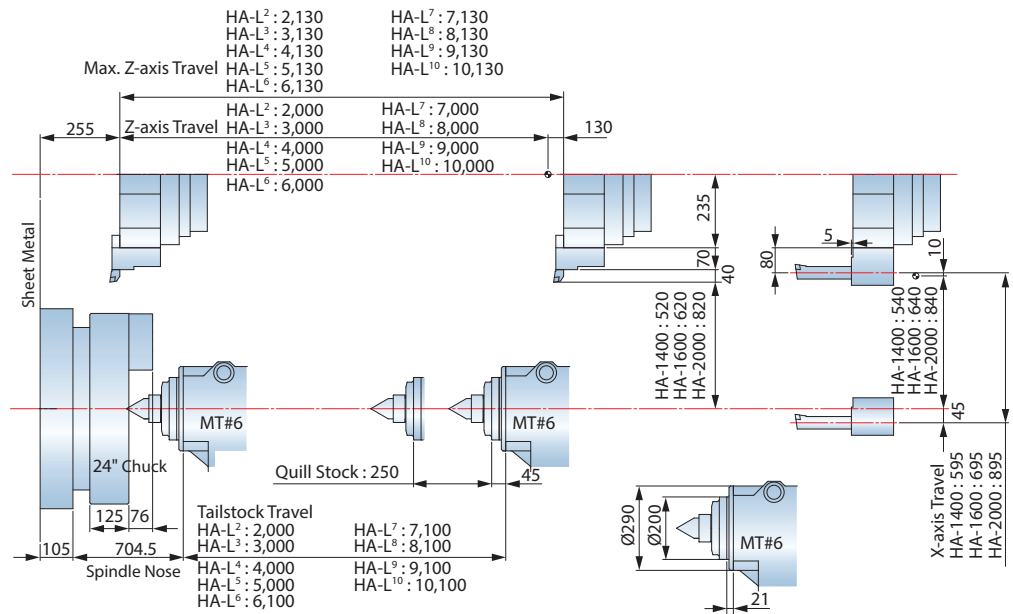 HA-L² : 2,130
HA-L³ : 3,130
HA-L⁴ : 4,130
HA-L⁵ : 5,130
HA-L⁶ : 6,130
HA-L⁷ : 7,130
HA-L⁸ : 8,130
HA-L⁹ : 9,130
HA-L¹⁰ : 10,130
Max. Z-axis Travel
255
Z-axis Travel
HA-L² : 2,000
HA-L³ : 3,000
HA-L⁴ : 4,000
HA-L⁵ : 5,000
HA-L⁶ : 6,000
HA-L⁷ : 7,000
HA-L⁸ : 8,000
HA-L⁹ : 9,000
HA-L¹⁰ : 10,000
130
235
70
40
5
80
10
Sheet Metal
HA-1400 : 520
HA-1600 : 620
HA-2000 : 820
HA-1400 : 540
HA-1600 : 640
HA-2000 : 840
45
MT#6
MT#6
24" Chuck
Quill Stock : 250
45
X-axis Travel
HA-1400 : 595
HA-1600 : 695
HA-2000 : 895
125
76
105
704.5
Spindle Nose
Tailstock Travel
HA-L² : 2,000
HA-L³ : 3,000
HA-L⁴ : 4,000
HA-L⁵ : 5,000
HA-L⁶ : 6,100
HA-L⁷ : 7,100
HA-L⁸ : 8,100
HA-L⁹ : 9,100
HA-L¹⁰ : 10,100
Ø290
Ø200
MT#6
21